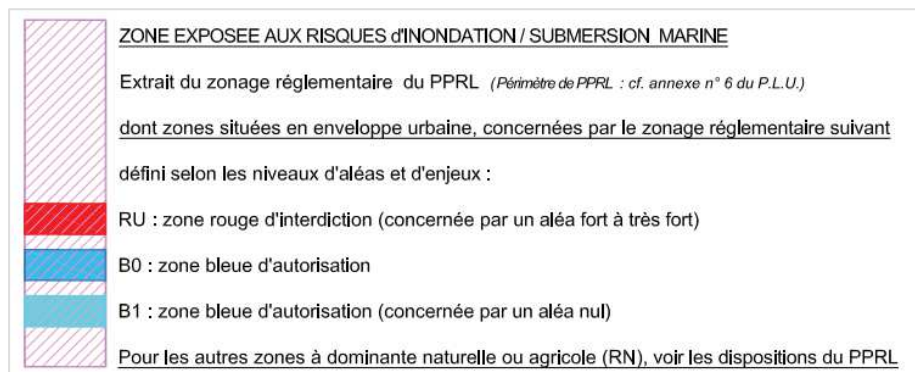 ZONE EXPOSEE AUX RISQUES d'INONDATION / SUBMERSION MARINE
Extrait du zonage réglementaire du PPRL (Périmètre de PPRL : cf. annexe n° 6 du P.L.U.)
dont zones situées en enveloppe urbaine, concernées par le zonage réglementaire suivant
défini selon les niveaux d'aléas et d'enjeux :
RU : zone rouge d'interdiction (concernée par un aléa fort à très fort)
B0 : zone bleue d'autorisation
B1 : zone bleue d'autorisation (concernée par un aléa nul)
Pour les autres zones à dominante naturelle ou agricole (RN), voir les dispositions du PPRL